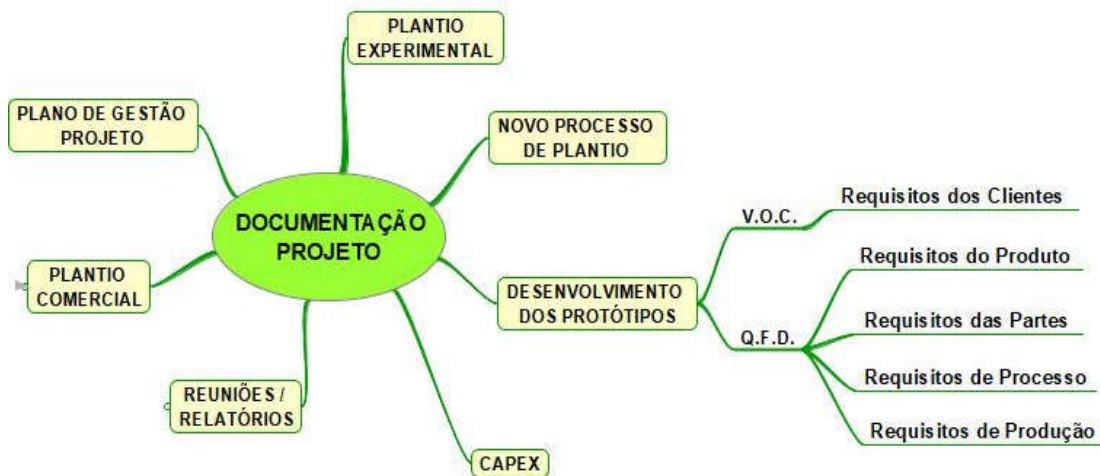 PLANTIO
EXPERIMENTAL
PLANO DE GESTÃO
PROJETO
NOVO PROCESSO
DE PLANTIO
DOCUMENTAÇÃO
PROJETO
PLANTIO
COMERCIAL
DESENVOLVIMENTO
DOS PROTÓTIPOS
V.O.C.
Requisitos dos Clientes
Q.F.D.
Requisitos do Produto
Requisitos das Partes
Requisitos de Processo
Requisitos de Produção
REUNIÕES /
RELATÓRIOS
CAPEX